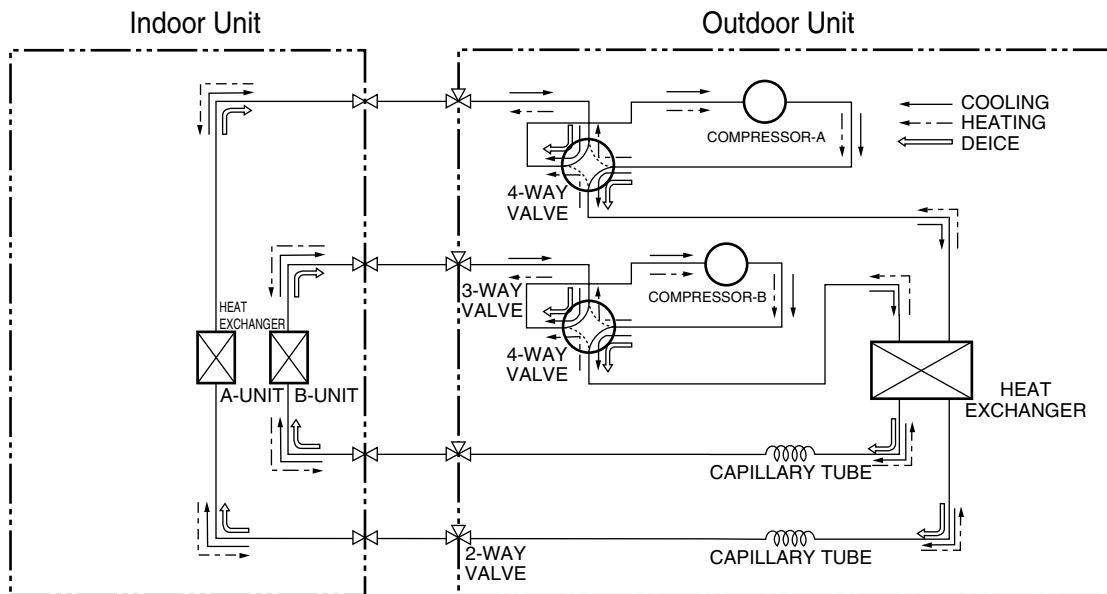 Indoor Unit
Outdoor Unit
COMPRESSOR-A
COOLING
HEATING
DEICE
4-WAY
VALVE
3-WAY
VALVE
COMPRESSOR-B
HEAT
EXCHANGER
4-WAY
VALVE
A-UNIT
B-UNIT
HEAT
EXCHANGER
CAPILLARY TUBE
2-WAY
VALVE
CAPILLARY TUBE